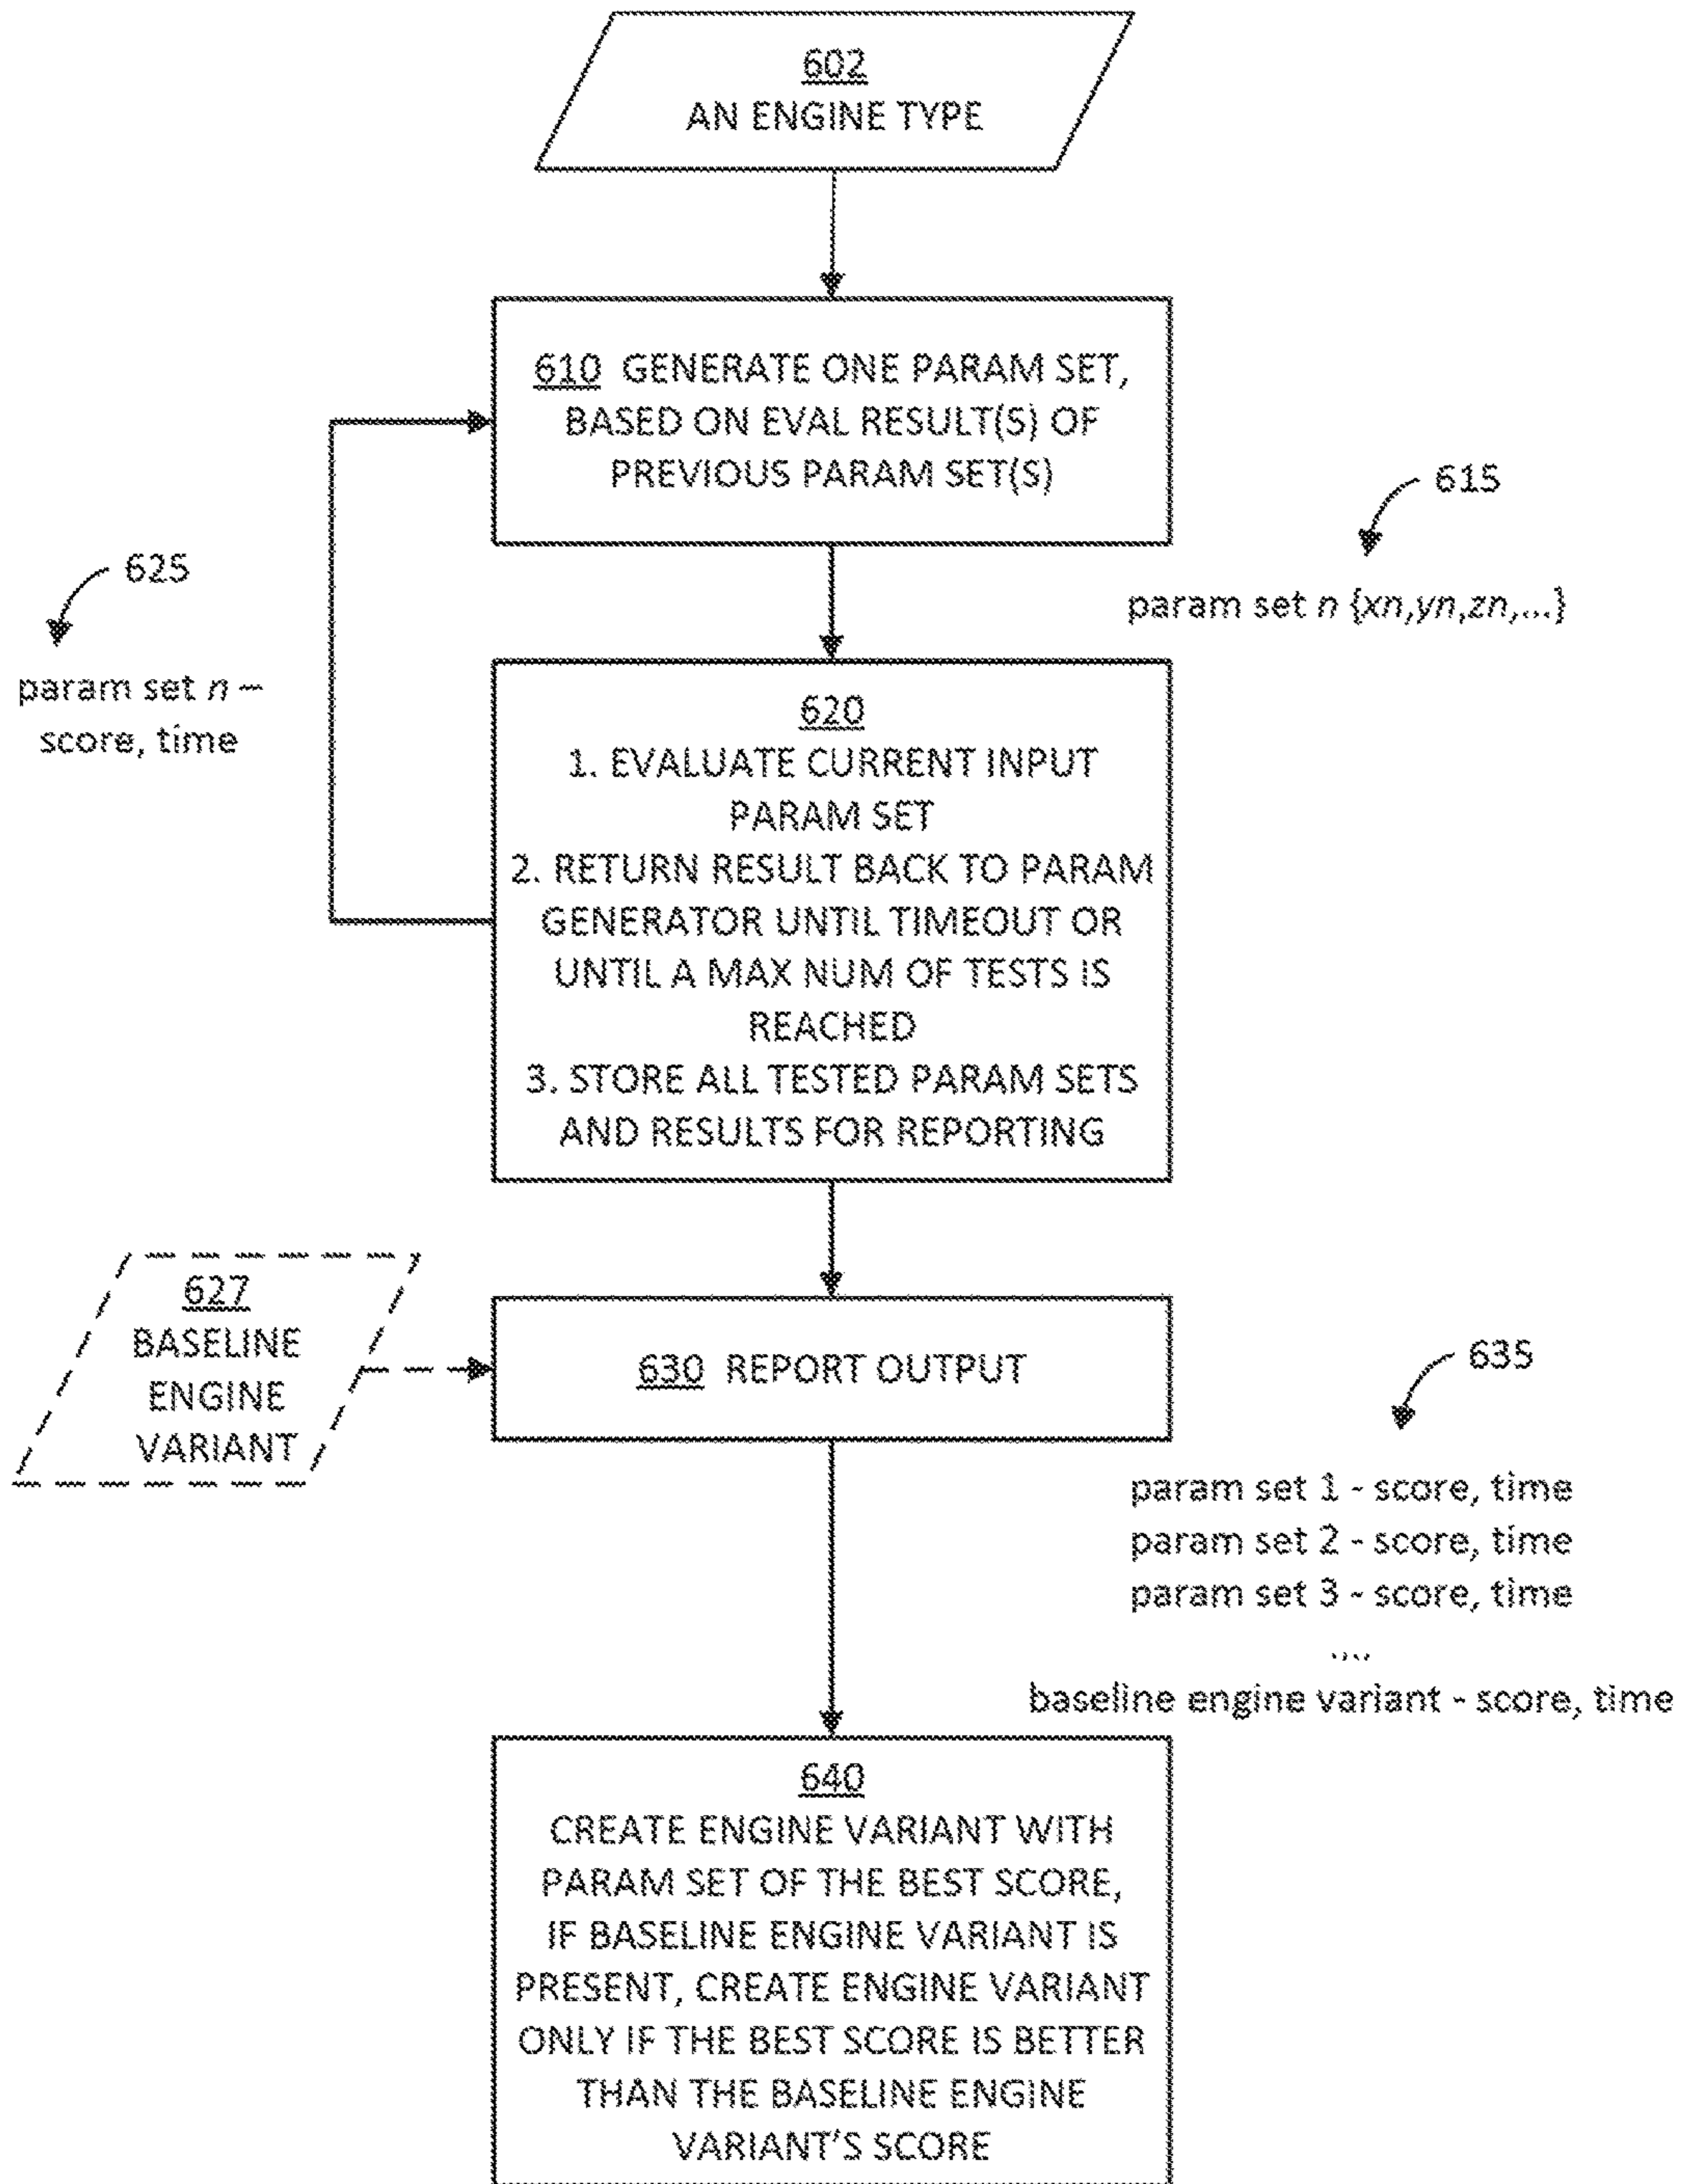 602
AN ENGINE TYPE
610 GENERATE ONE PARAM SET,
BASED ON EVAL RESULT(S) OF
PREVIOUS PARAM SET(S)
615
param set n {xn,yn,zn,...}
625
param set n –
score, time
620
1. EVALUATE CURRENT INPUT
PARAM SET
2. RETURN RESULT BACK TO PARAM
GENERATOR UNTIL TIMEOUT OR
UNTIL A MAX NUM OF TESTS IS
REACHED
3. STORE ALL TESTED PARAM SETS
AND RESULTS FOR REPORTING
627
BASELINE
ENGINE
VARIANT
630 REPORT OUTPUT
635
param set 1 - score, time
param set 2 - score, time
param set 3 - score, time
....
baseline engine variant - score, time
640
CREATE ENGINE VARIANT WITH
PARAM SET OF THE BEST SCORE,
IF BASELINE ENGINE VARIANT IS
PRESENT, CREATE ENGINE VARIANT
ONLY IF THE BEST SCORE IS BETTER
THAN THE BASELINE ENGINE
VARIANT'S SCORE